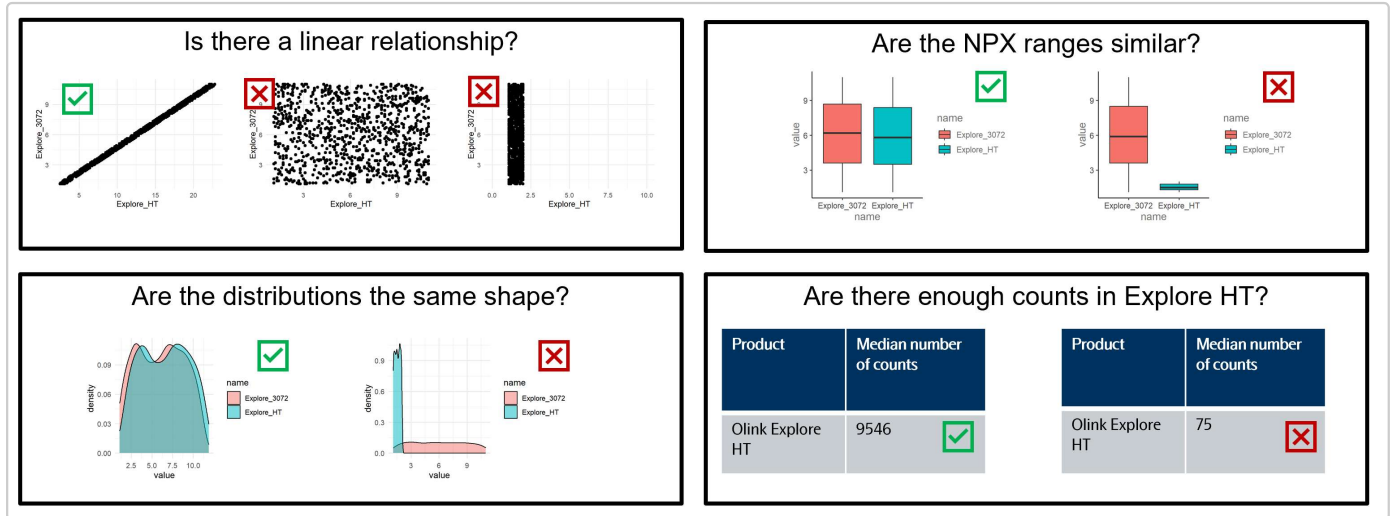 Is there a linear relationship?
Explore_3072
9
6
3
5 10 15 20
Explore_HT
Explore_3072
9
6
3
3 6 9
Explore_HT
Explore_3072
9
6
3
0.0 2.5 5.0 7.5 10.0
Explore_HT
Are the NPX ranges similar?
value
9
6
3
Explore_3072 Explore_HT
name
name
Explore_3072
Explore_HT
value
9
6
3
Explore_3072 Explore_HT
name
name
Explore_3072
Explore_HT
Are the distributions the same shape?
density
0.09
0.06
0.03
0.00
2.5 5.0 7.5 10.0
value
name
Explore_3072
Explore_HT
density
0.9
0.6
0.3
0.0
3 6 9
value
name
Explore_3072
Explore_HT
Are there enough counts in Explore HT?
Product Median number
of counts
Olink Explore 9546
HT
Product Median number
of counts
Olink Explore 75
HT